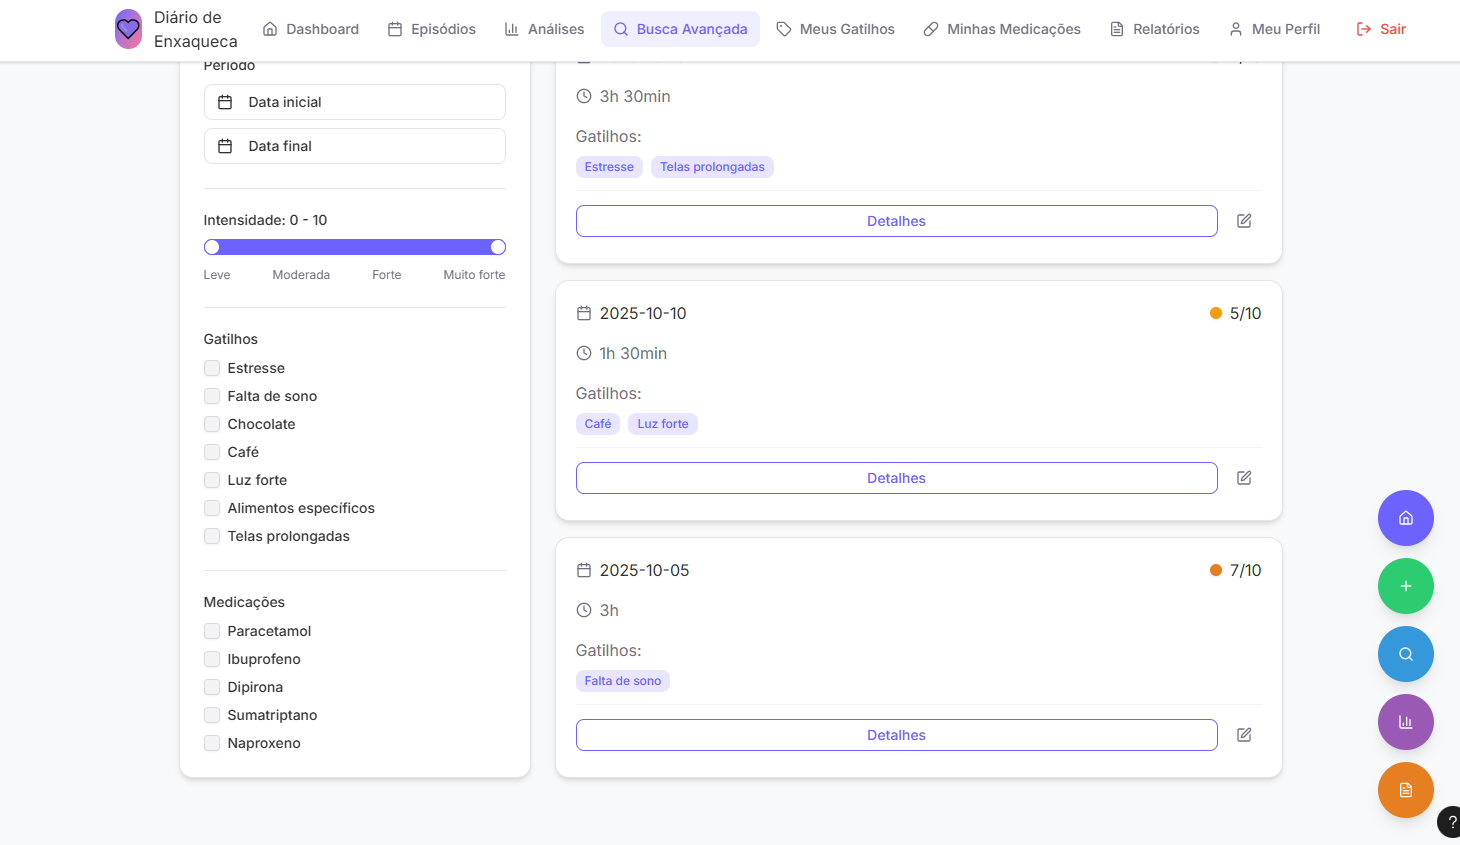 Diário de
Enxaqueca
Dashboard
Episódios
Análises
Busca Avançada
Meus Gatilhos
Minhas Medicações
Relatórios
Meu Perfil
Sair
Período
Data inicial
Data final
Intensidade: 0 - 10
Leve Moderada Forte Muito forte
Gatilhos
Estresse
Falta de sono
Chocolate
Café
Luz forte
Alimentos específicos
Telas prolongadas
Medicações
Paracetamol
Ibuprofeno
Dipirona
Sumatriptano
Naproxeno
3h 30min
Gatilhos:
Estresse Telas prolongadas
Detalhes
2025-10-10 5/10
1h 30min
Gatilhos:
Café Luz forte
Detalhes
2025-10-05 7/10
3h
Gatilhos:
Falta de sono
Detalhes
?